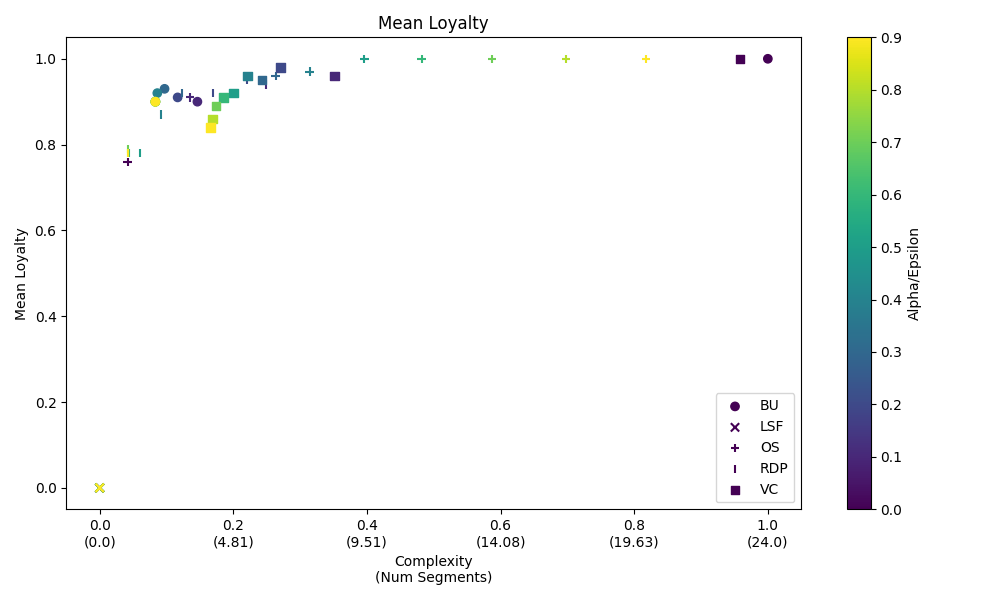 Mean Loyalty
1.0
0.8
0.6
0.4
0.2
0.0
Mean Loyalty
0.0 0.2 0.4 0.6 0.8 1.0
(0.0) (4.81) (9.51) (14.08) (19.63) (24.0)
Complexity
(Num Segments)
BU
LSF
OS
RDP
VC
0.9
0.8
0.7
0.6
0.5
0.4
0.3
0.2
0.1
0.0
Alpha/Epsilon